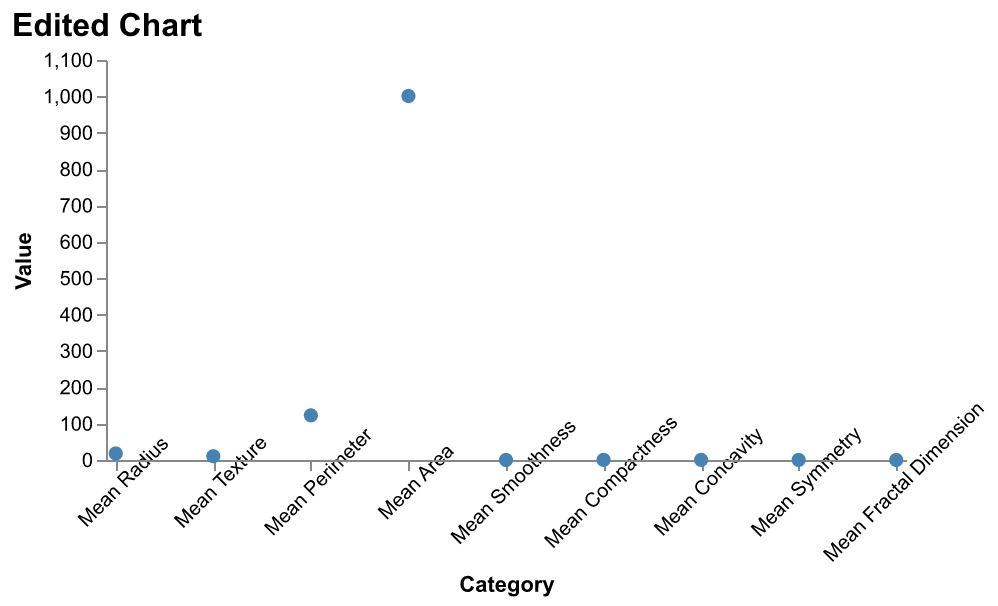 Edited Chart
1,100
1,000
900
800
700
600
500
400
300
200
100
0
Value
Mean Radius
Mean Texture
Mean Perimeter
Mean Area
Mean Smoothness
Mean Compactness
Mean Concavity
Mean Symmetry
Mean Fractal Dimension
Category